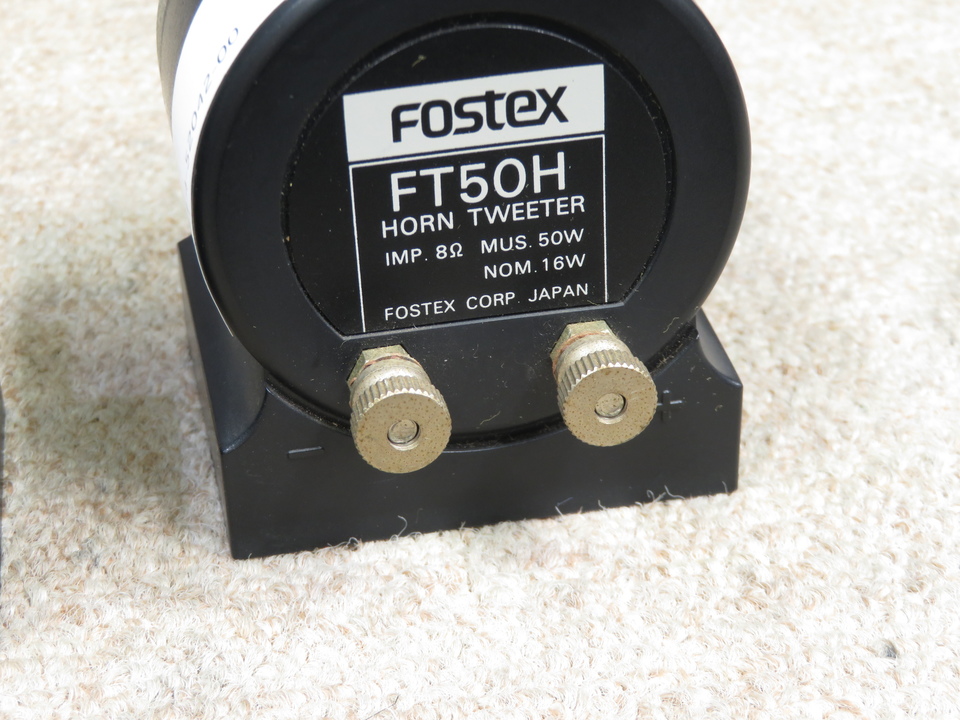 FOSTEX
FT50H
HORN TWEETER
IMP. 8Ω MUS. 50W
NOM. 16W
FOSTEX CORP. JAPAN
− +